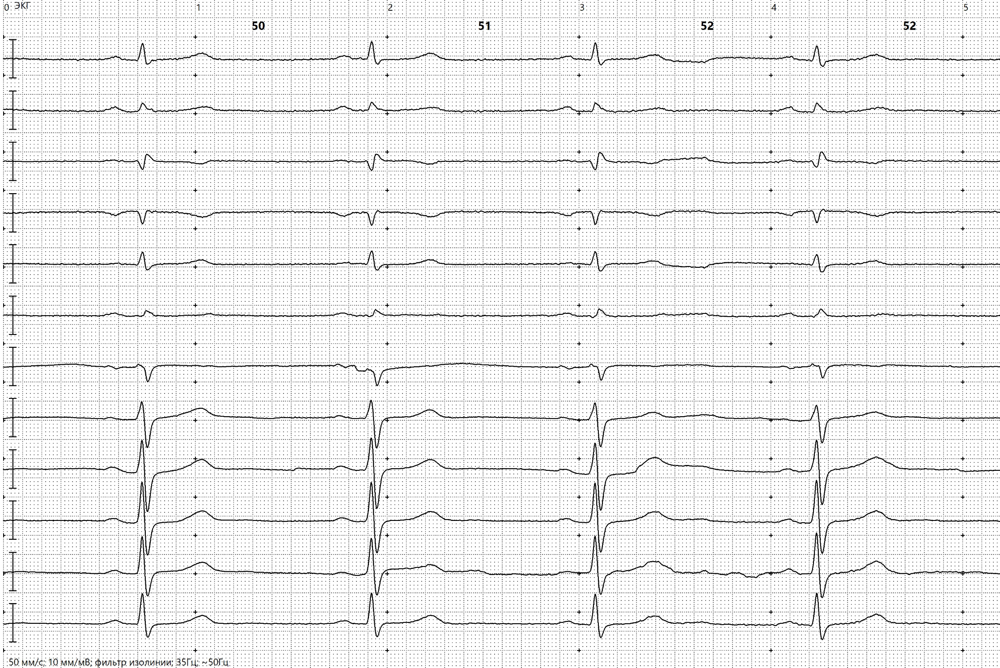 0 ЭКГ 1 2 3 4 5
50 51 52 52
50 мм/с; 10 мм/мВ; фильтр изолинии; 35Гц; ~50Гц